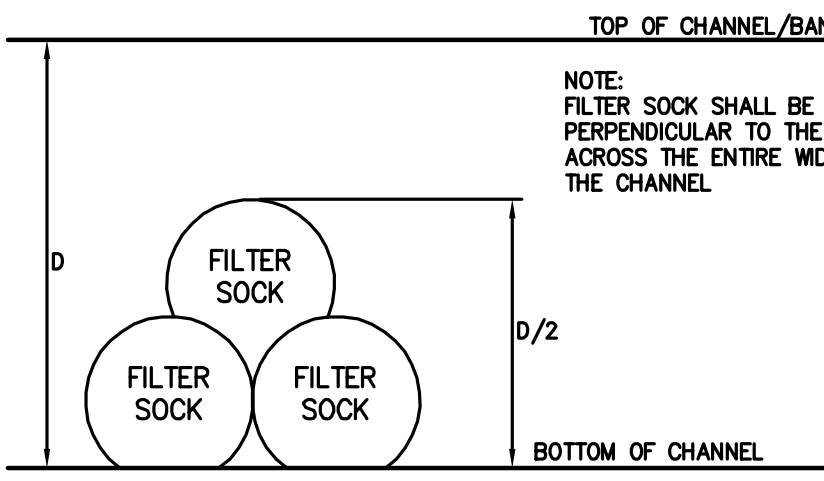 TOP OF CHANNEL/BAN
NOTE:
FILTER SOCK SHALL BE
PERPENDICULAR TO THE
ACROSS THE ENTIRE WID
THE CHANNEL
D
FILTER
SOCK
D/2
FILTER
SOCK
FILTER
SOCK
BOTTOM OF CHANNEL